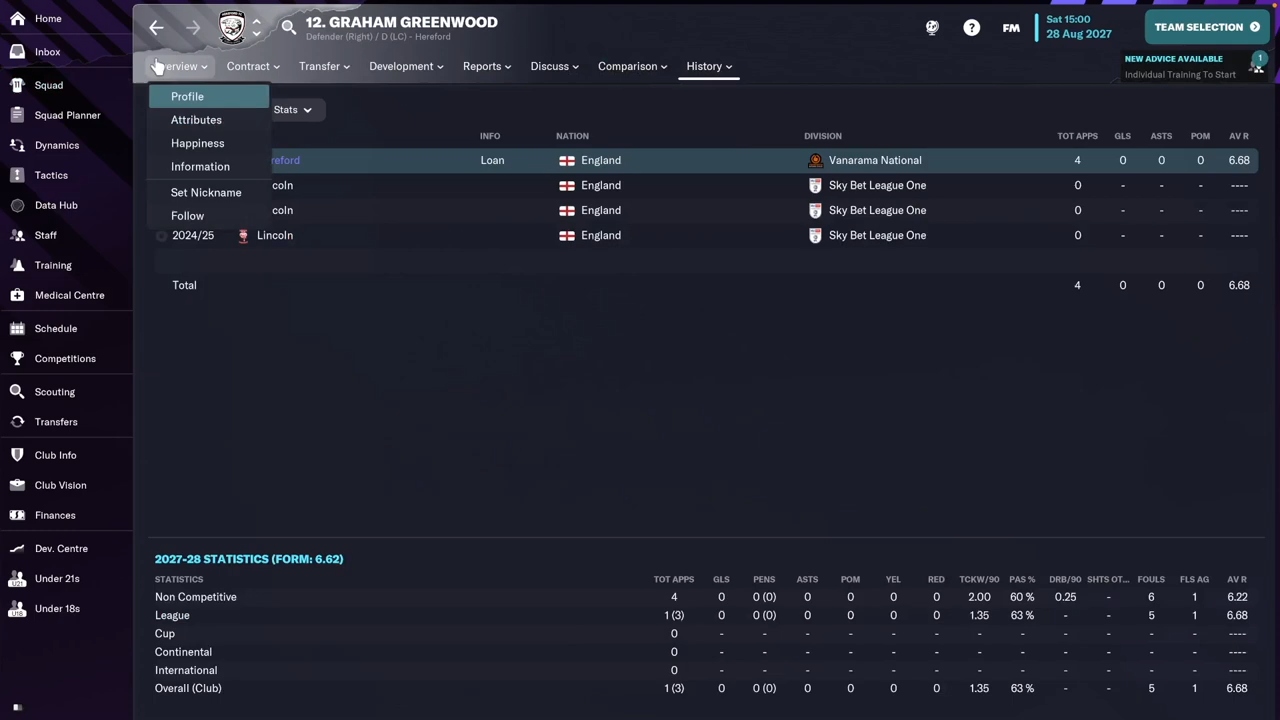 Home
Inbox
Squad
Squad Planner
Dynamics
Tactics
Data Hub
Staff
Training
Medical Centre
Schedule
Competitions
Scouting
Transfers
Club Info
Club Vision
Finances
Dev. Centre
Under 21s
Under 18s
12. GRAHAM GREENWOOD
Defender (Right) / D (LC) - Hereford
FM
Sat 15:00
28 Aug 2027
TEAM SELECTION
NEW ADVICE AVAILABLE 1
Individual Training To Start
Contract Transfer Development Reports Discuss Comparison History
Profile
Attributes
Happiness
Information
Set Nickname
Follow
Stats
INFO NATION DIVISION TOT APPS GLS ASTS POM AV R
Loan England Vanarama National 4 0 0 0 6.68
England Sky Bet League One 0 - - - ----
England Sky Bet League One 0 - - - ----
2024/25 Lincoln England Sky Bet League One 0 - - - ----
Total 4 0 0 0 6.68
2027-28 STATISTICS (FORM: 6.62)
STATISTICS TOT APPS GLS PENS ASTS POM YEL RED TCKW/90 PAS % DRB/90 SHTS OT... FOULS FLS AG AV R
Non Competitive 4 0 0 (0) 0 0 0 0 2.00 60 % 0.25 - 6 1 6.22
League 1 (3) 0 0 (0) 0 0 0 0 1.35 63 % - - 5 1 6.68
Cup 0 - - - - - - - - - - - - ----
Continental 0 - - - - - - - - - - - - ----
International 0 - - - - - - - - - - - - ----
Overall (Club) 1 (3) 0 0 (0) 0 0 0 0 1.35 63 % - - 5 1 6.68